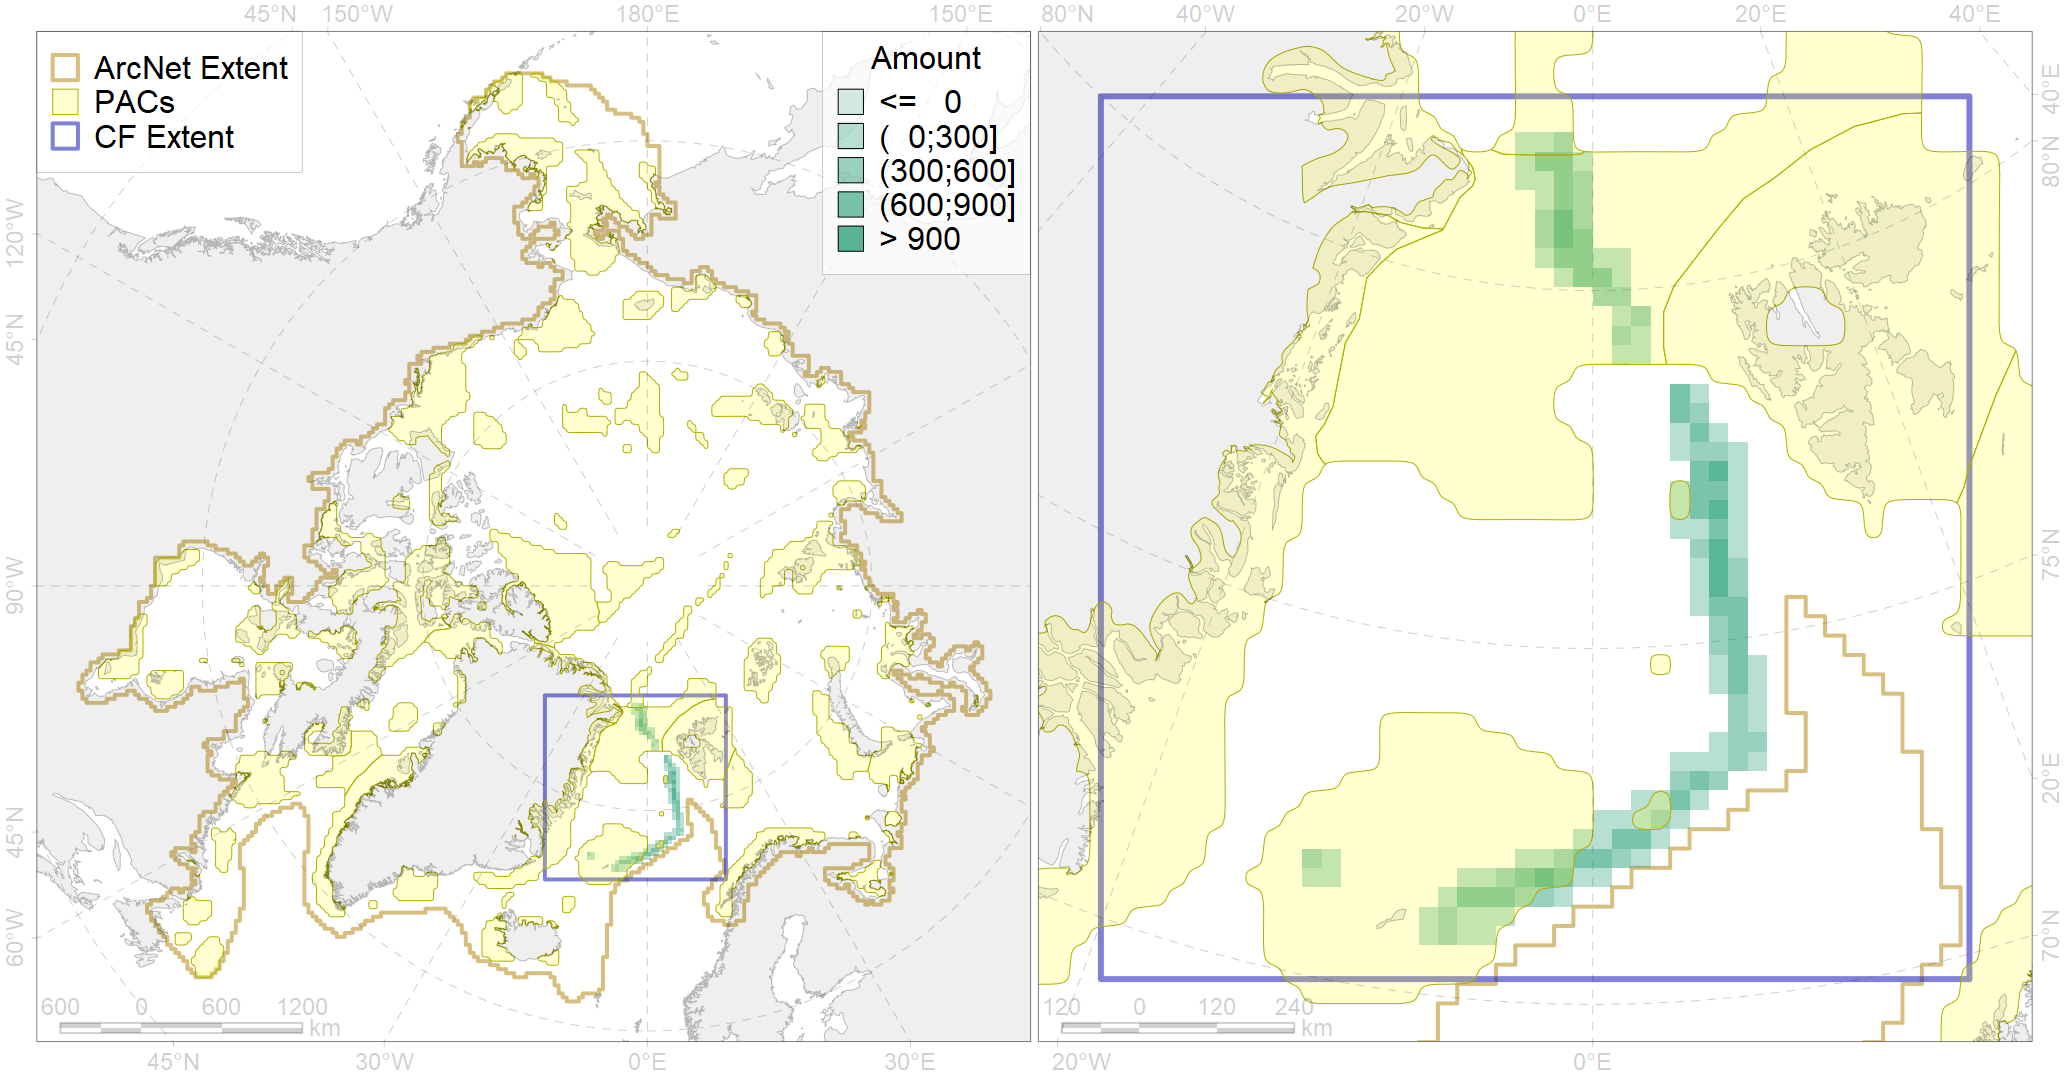 45°N 150°W 180°E 150°E 80°N 40°W 20°W 0°E 20°E 40°E
ArcNet Extent
PACs
CF Extent
Amount
<= 0
( 0;300]
(300;600]
(600;900]
> 900
120°W
45°N
90°W
45°N
60°W
40°E
80°N
75°N
20°E
70°N
600 0 600 1200
km
120 0 120 240
km
45°W 30°W 0°E 30°E 20°W 0°E